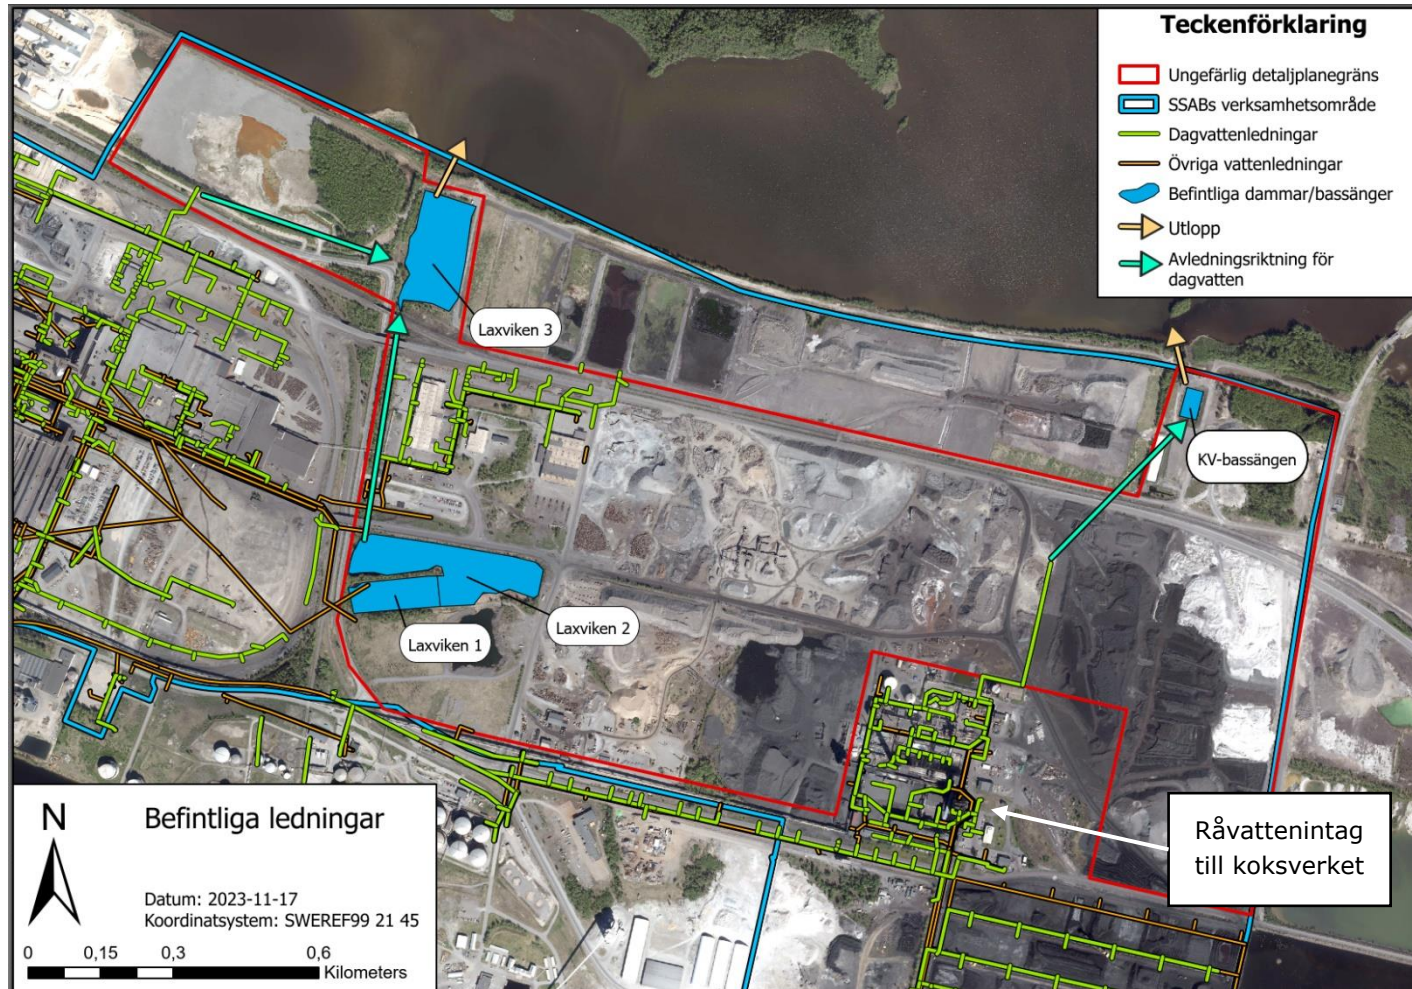 Teckenförklaring
Ungefärlig detaljplanegräns
SSABs verksamhetsområde
Dagvattenledningar
Övriga vattenledningar
Befintliga dammar/bassänger
Utlopp
Avledningsriktning för
dagvatten
Laxviken 3
KV-bassängen
Laxviken 1
Laxviken 2
Råvattenintag
till koksverket
N
Befintliga ledningar
Datum: 2023-11-17
Koordinatsystem: SWEREF99 21 45
0 0,15 0,3 0,6
Kilometers